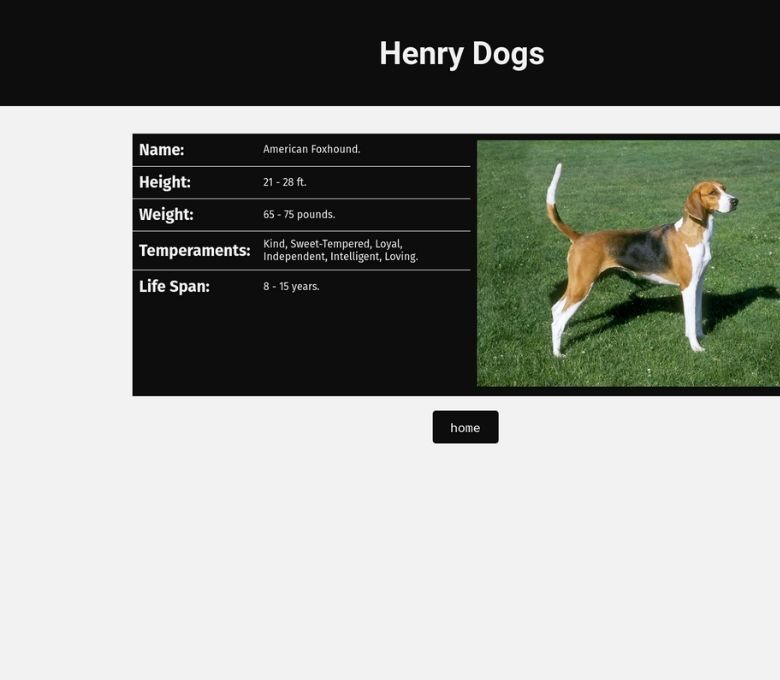 Henry Dogs
Name: American Foxhound.
Height: 21 - 28 ft.
Weight: 65 - 75 pounds.
Temperaments: Kind, Sweet-Tempered, Loyal,
Independent, Intelligent, Loving.
Life Span: 8 - 15 years.
home